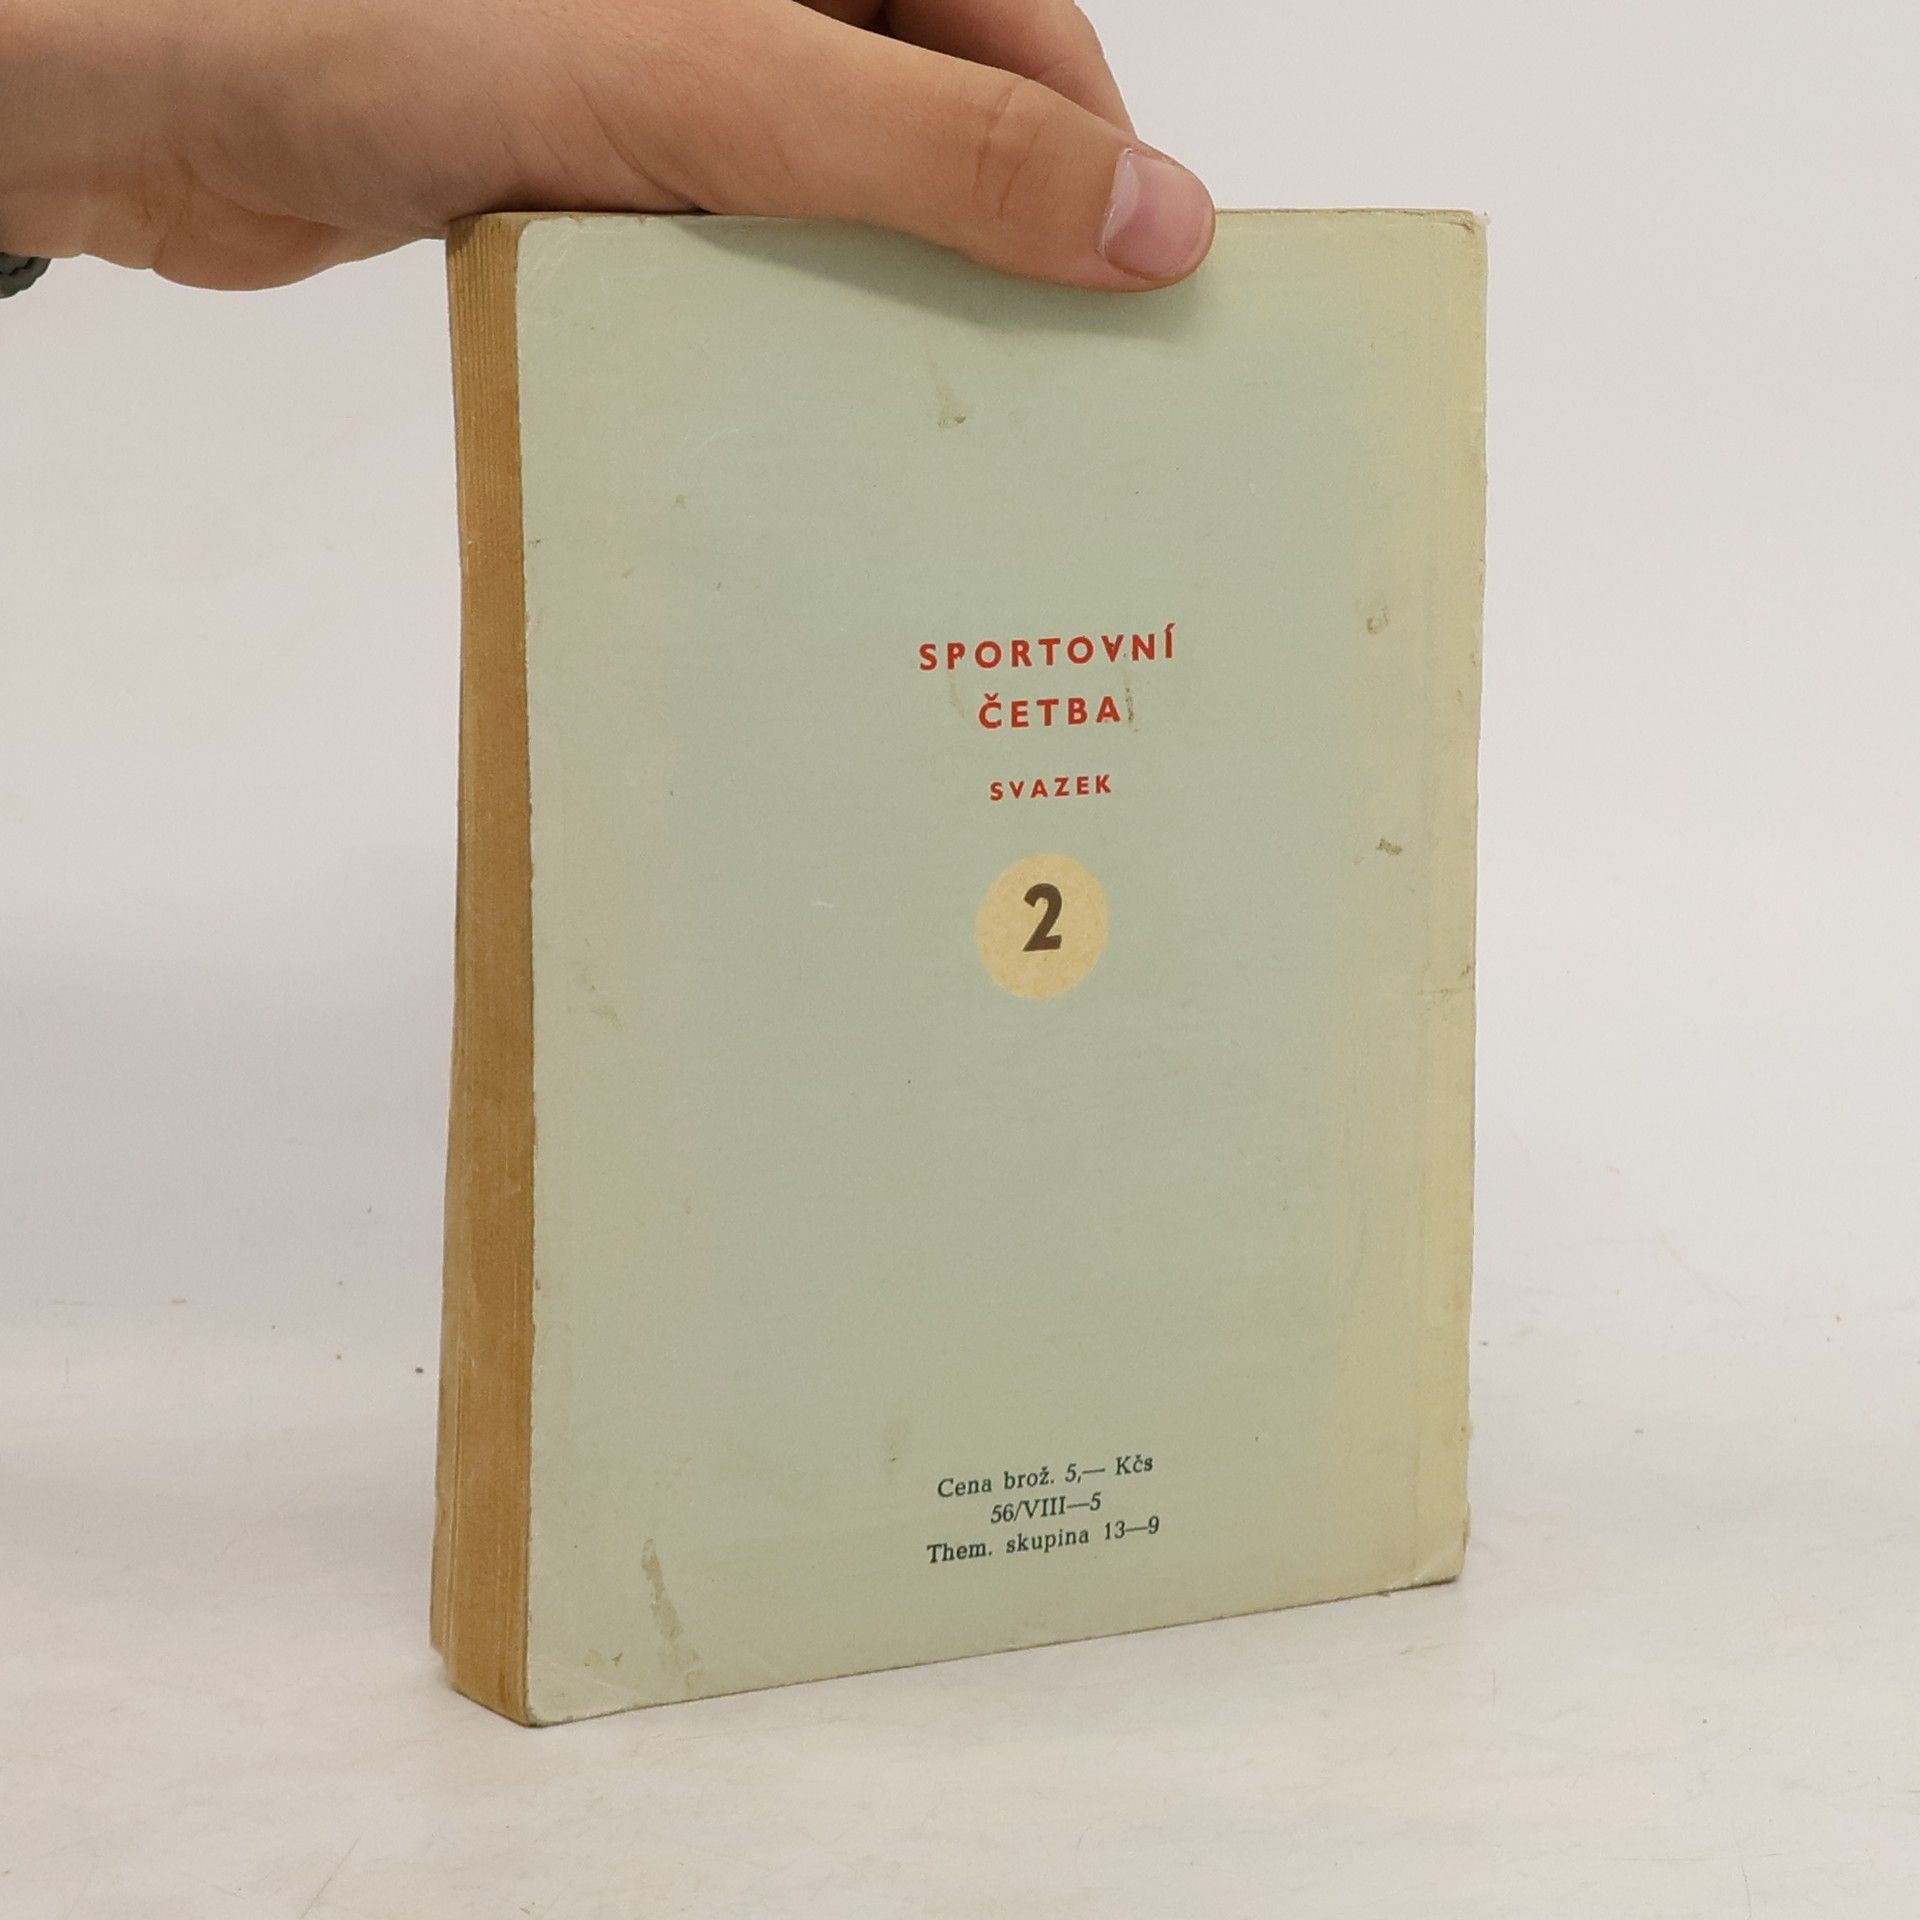 SPORTOVNÍ
ČETBA
SVAZEK
2
Cena brož. 5,— Kčs
56/VIII—5
Them. skupina 13—9